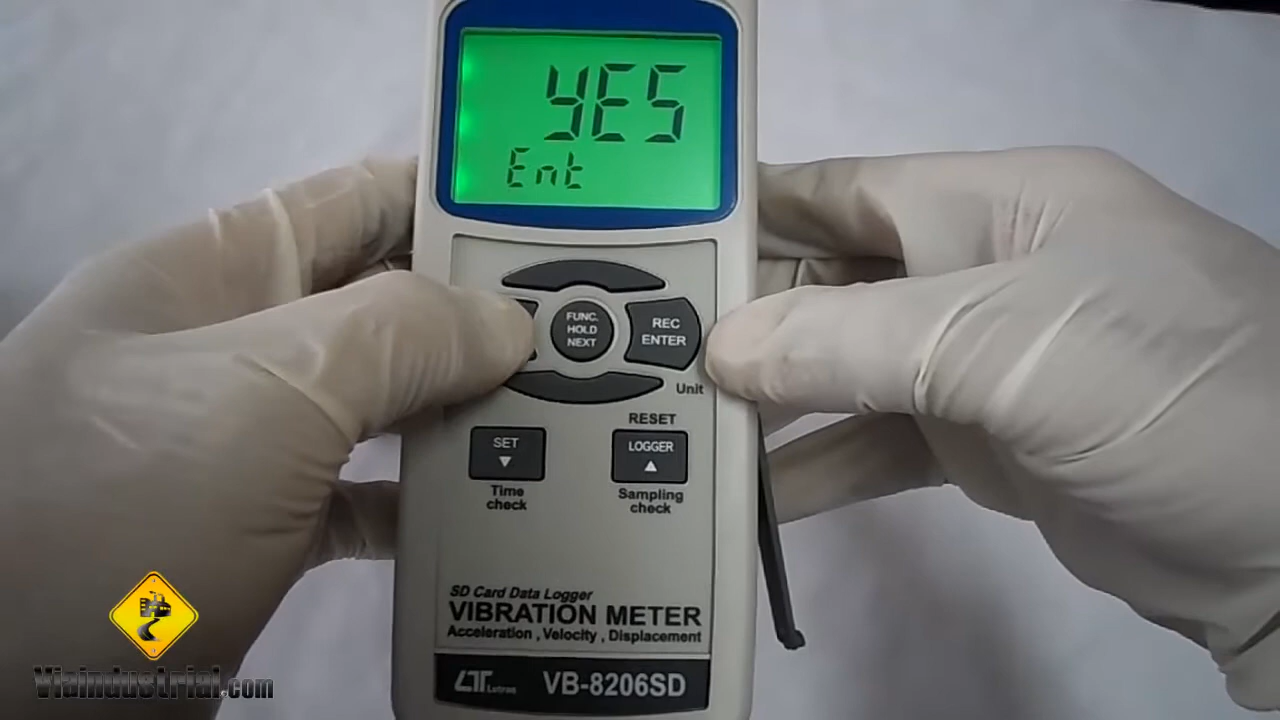 YES
Ent
FUNC.
HOLD
NEXT
REC
ENTER
Unit
RESET
SET
LOGGER
Time
check
Sampling
check
SD Card Data Logger
VIBRATION METER
Acceleration , Velocity , Displacement
LT Lutron VB-8206SD
Viaindustrial.com